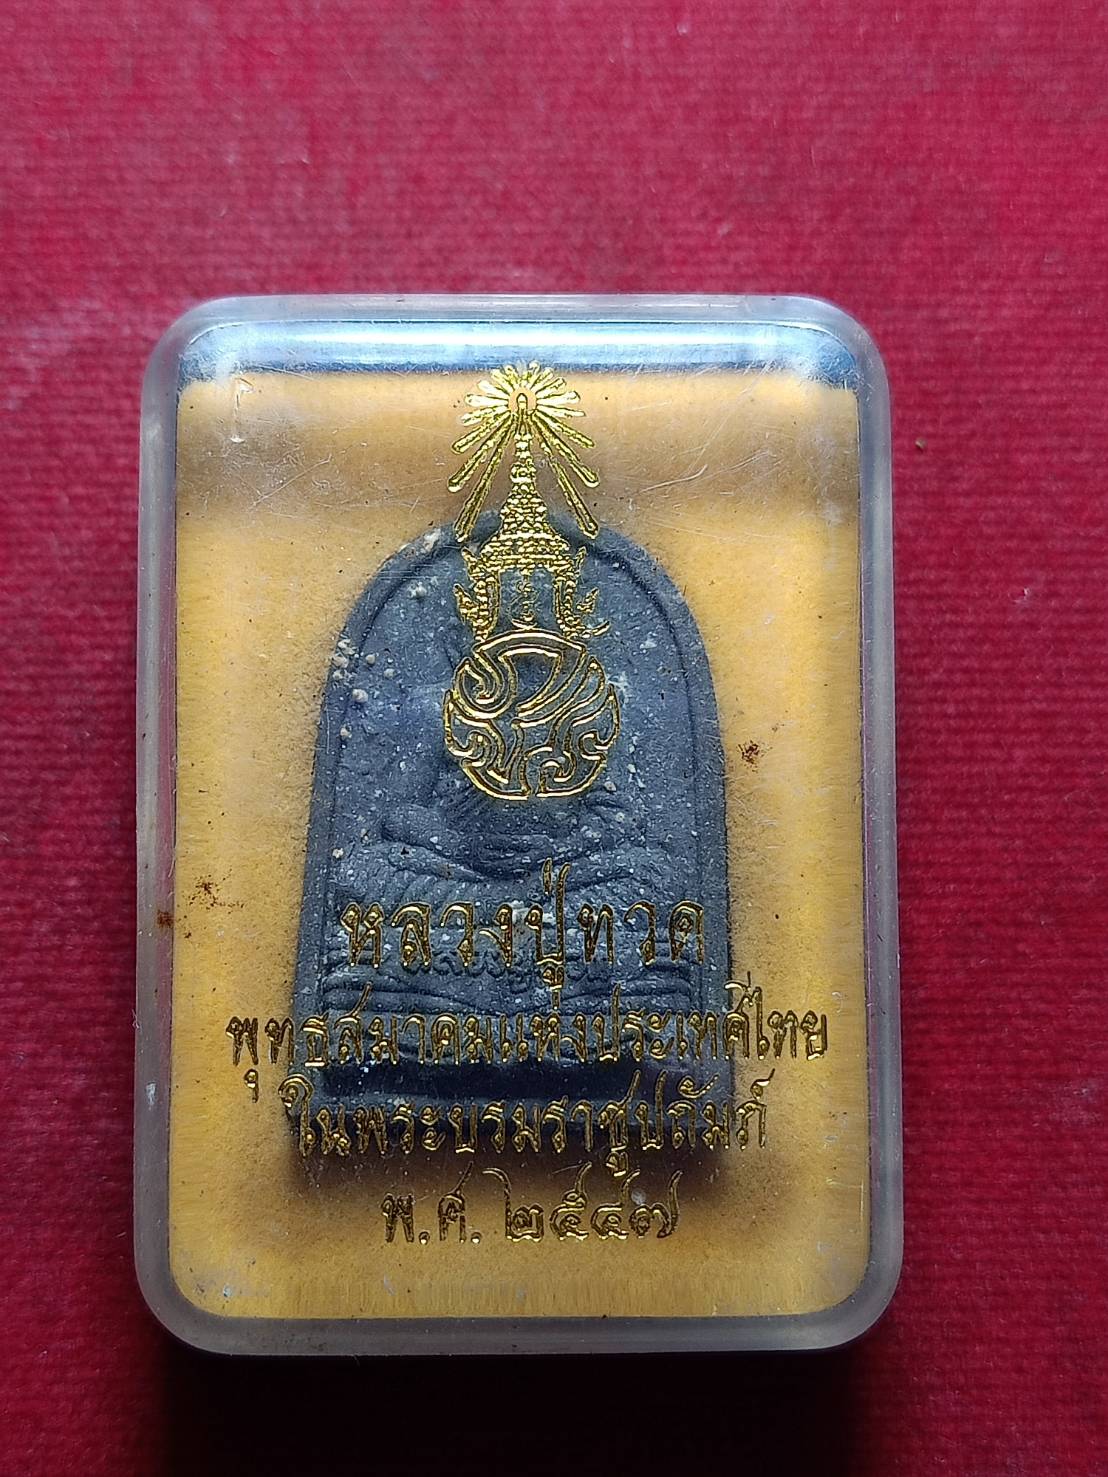 หลวงปู่ทวด
พุทธสมาคมแห่งประเทศไทย
ในพระบรมราชูปถัมภ์
พ.ศ. ๒๕๔๗